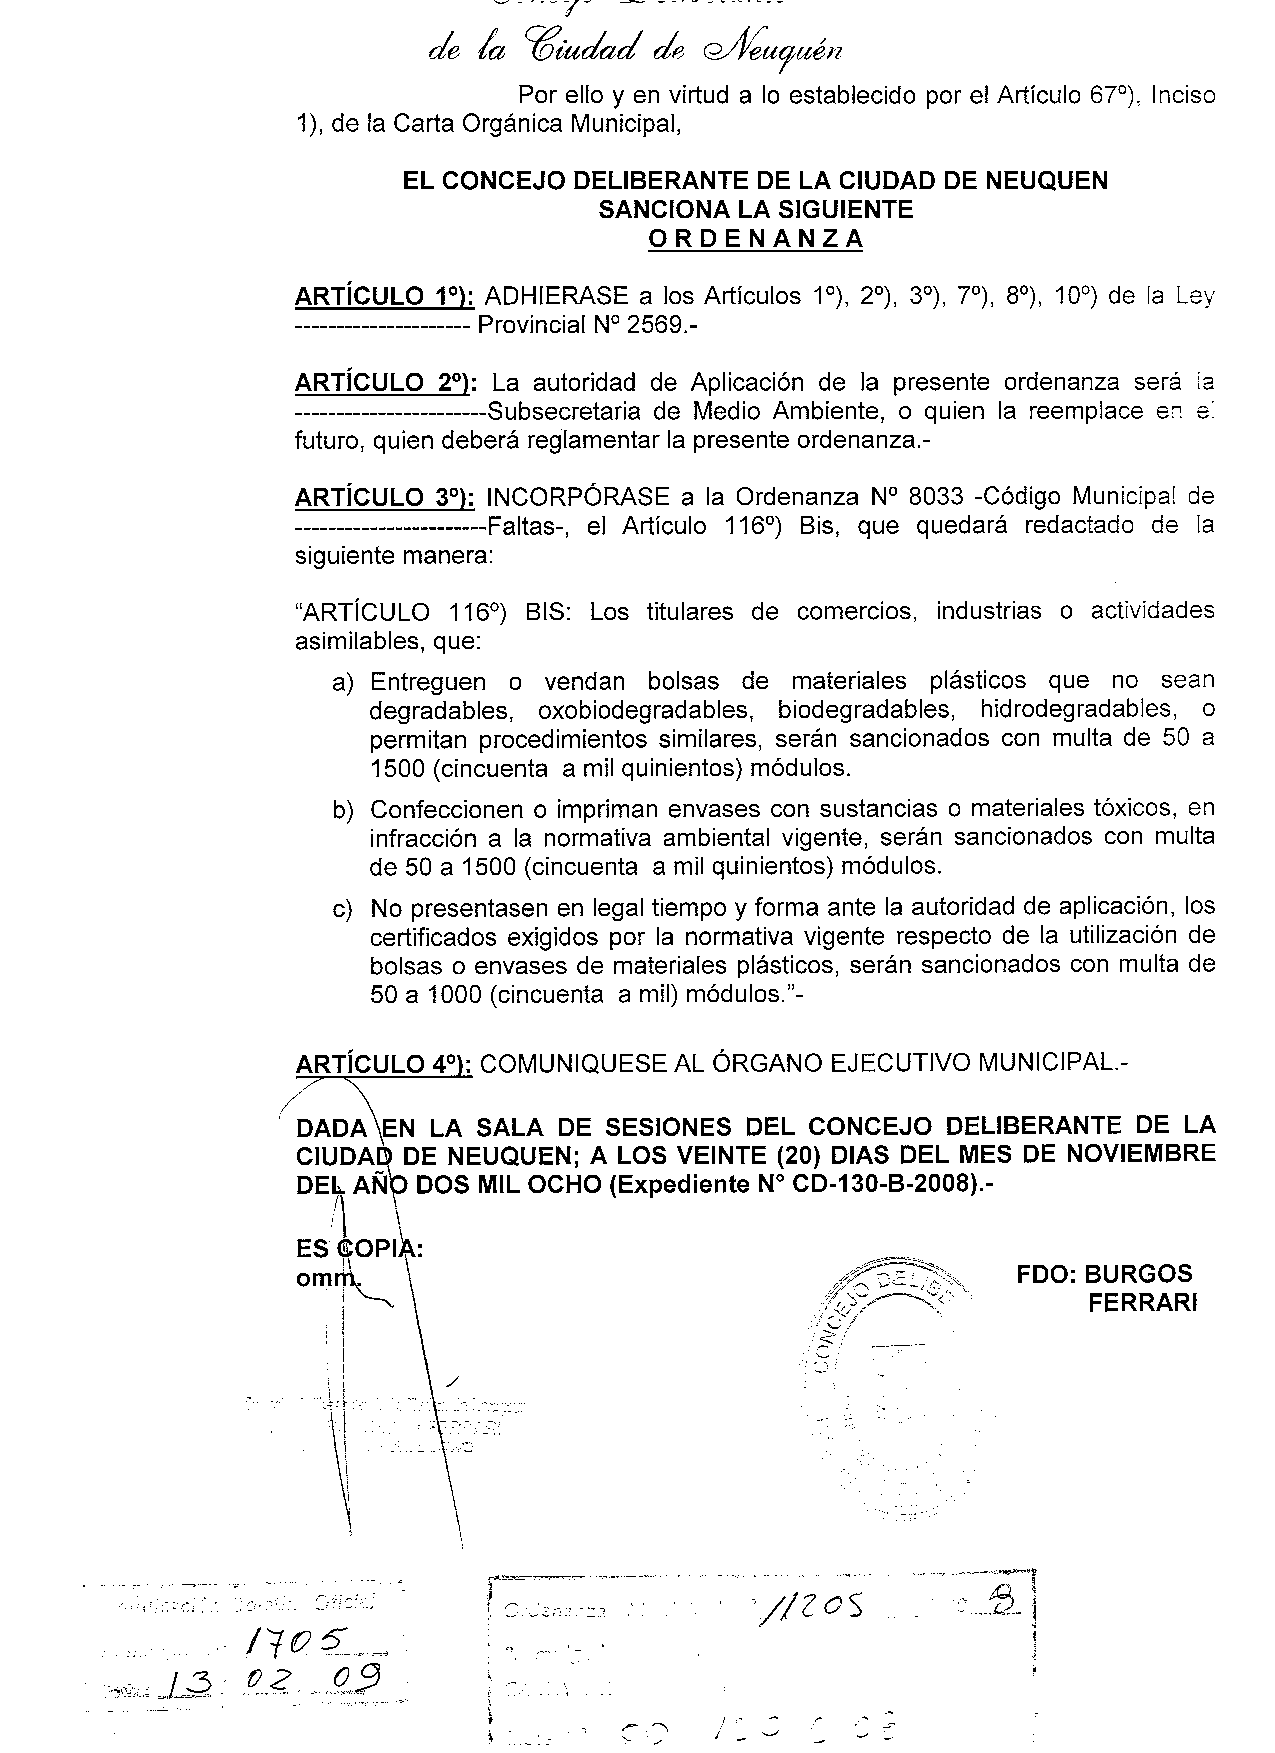 de la Ciudad de Neuquén
Por ello y en virtud a lo establecido por el Artículo 67º), Inciso
1), de la Carta Orgánica Municipal,
EL CONCEJO DELIBERANTE DE LA CIUDAD DE NEUQUEN
SANCIONA LA SIGUIENTE
O R D E N A N Z A
ARTÍCULO 1º): ADHIERASE a los Artículos 1º), 2º), 3º), 7º), 8º), 10º) de la Ley
--------------------- Provincial Nº 2569.-
ARTÍCULO 2º): La autoridad de Aplicación de la presente ordenanza será la
-----------------------Subsecretaria de Medio Ambiente, o quien la reemplace en el
futuro, quien deberá reglamentar la presente ordenanza.-
ARTÍCULO 3º): INCORPÓRASE a la Ordenanza Nº 8033 -Código Municipal de
-----------------------Faltas-, el Artículo 116º) Bis, que quedará redactado de la
siguiente manera:
“ARTÍCULO 116º) BIS: Los titulares de comercios, industrias o actividades
asimilables, que:
a) Entreguen o vendan bolsas de materiales plásticos que no sean
degradables, oxobiodegradables, biodegradables, hidrodegradables, o
permitan procedimientos similares, serán sancionados con multa de 50 a
1500 (cincuenta a mil quinientos) módulos.
b) Confeccionen o impriman envases con sustancias o materiales tóxicos, en
infracción a la normativa ambiental vigente, serán sancionados con multa
de 50 a 1500 (cincuenta a mil quinientos) módulos.
c) No presentasen en legal tiempo y forma ante la autoridad de aplicación, los
certificados exigidos por la normativa vigente respecto de la utilización de
bolsas o envases de materiales plásticos, serán sancionados con multa de
50 a 1000 (cincuenta a mil) módulos.”-
ARTÍCULO 4º): COMUNIQUESE AL ÓRGANO EJECUTIVO MUNICIPAL.-
DADA EN LA SALA DE SESIONES DEL CONCEJO DELIBERANTE DE LA
CIUDAD DE NEUQUEN; A LOS VEINTE (20) DIAS DEL MES DE NOVIEMBRE
DEL AÑO DOS MIL OCHO (Expediente Nº CD-130-B-2008).-
ES COPIA:
omm.
FDO: BURGOS
FERRARI
CONCEJO DELIBE
Oficial
1705
13 02 09
Ordenanza 11205 8